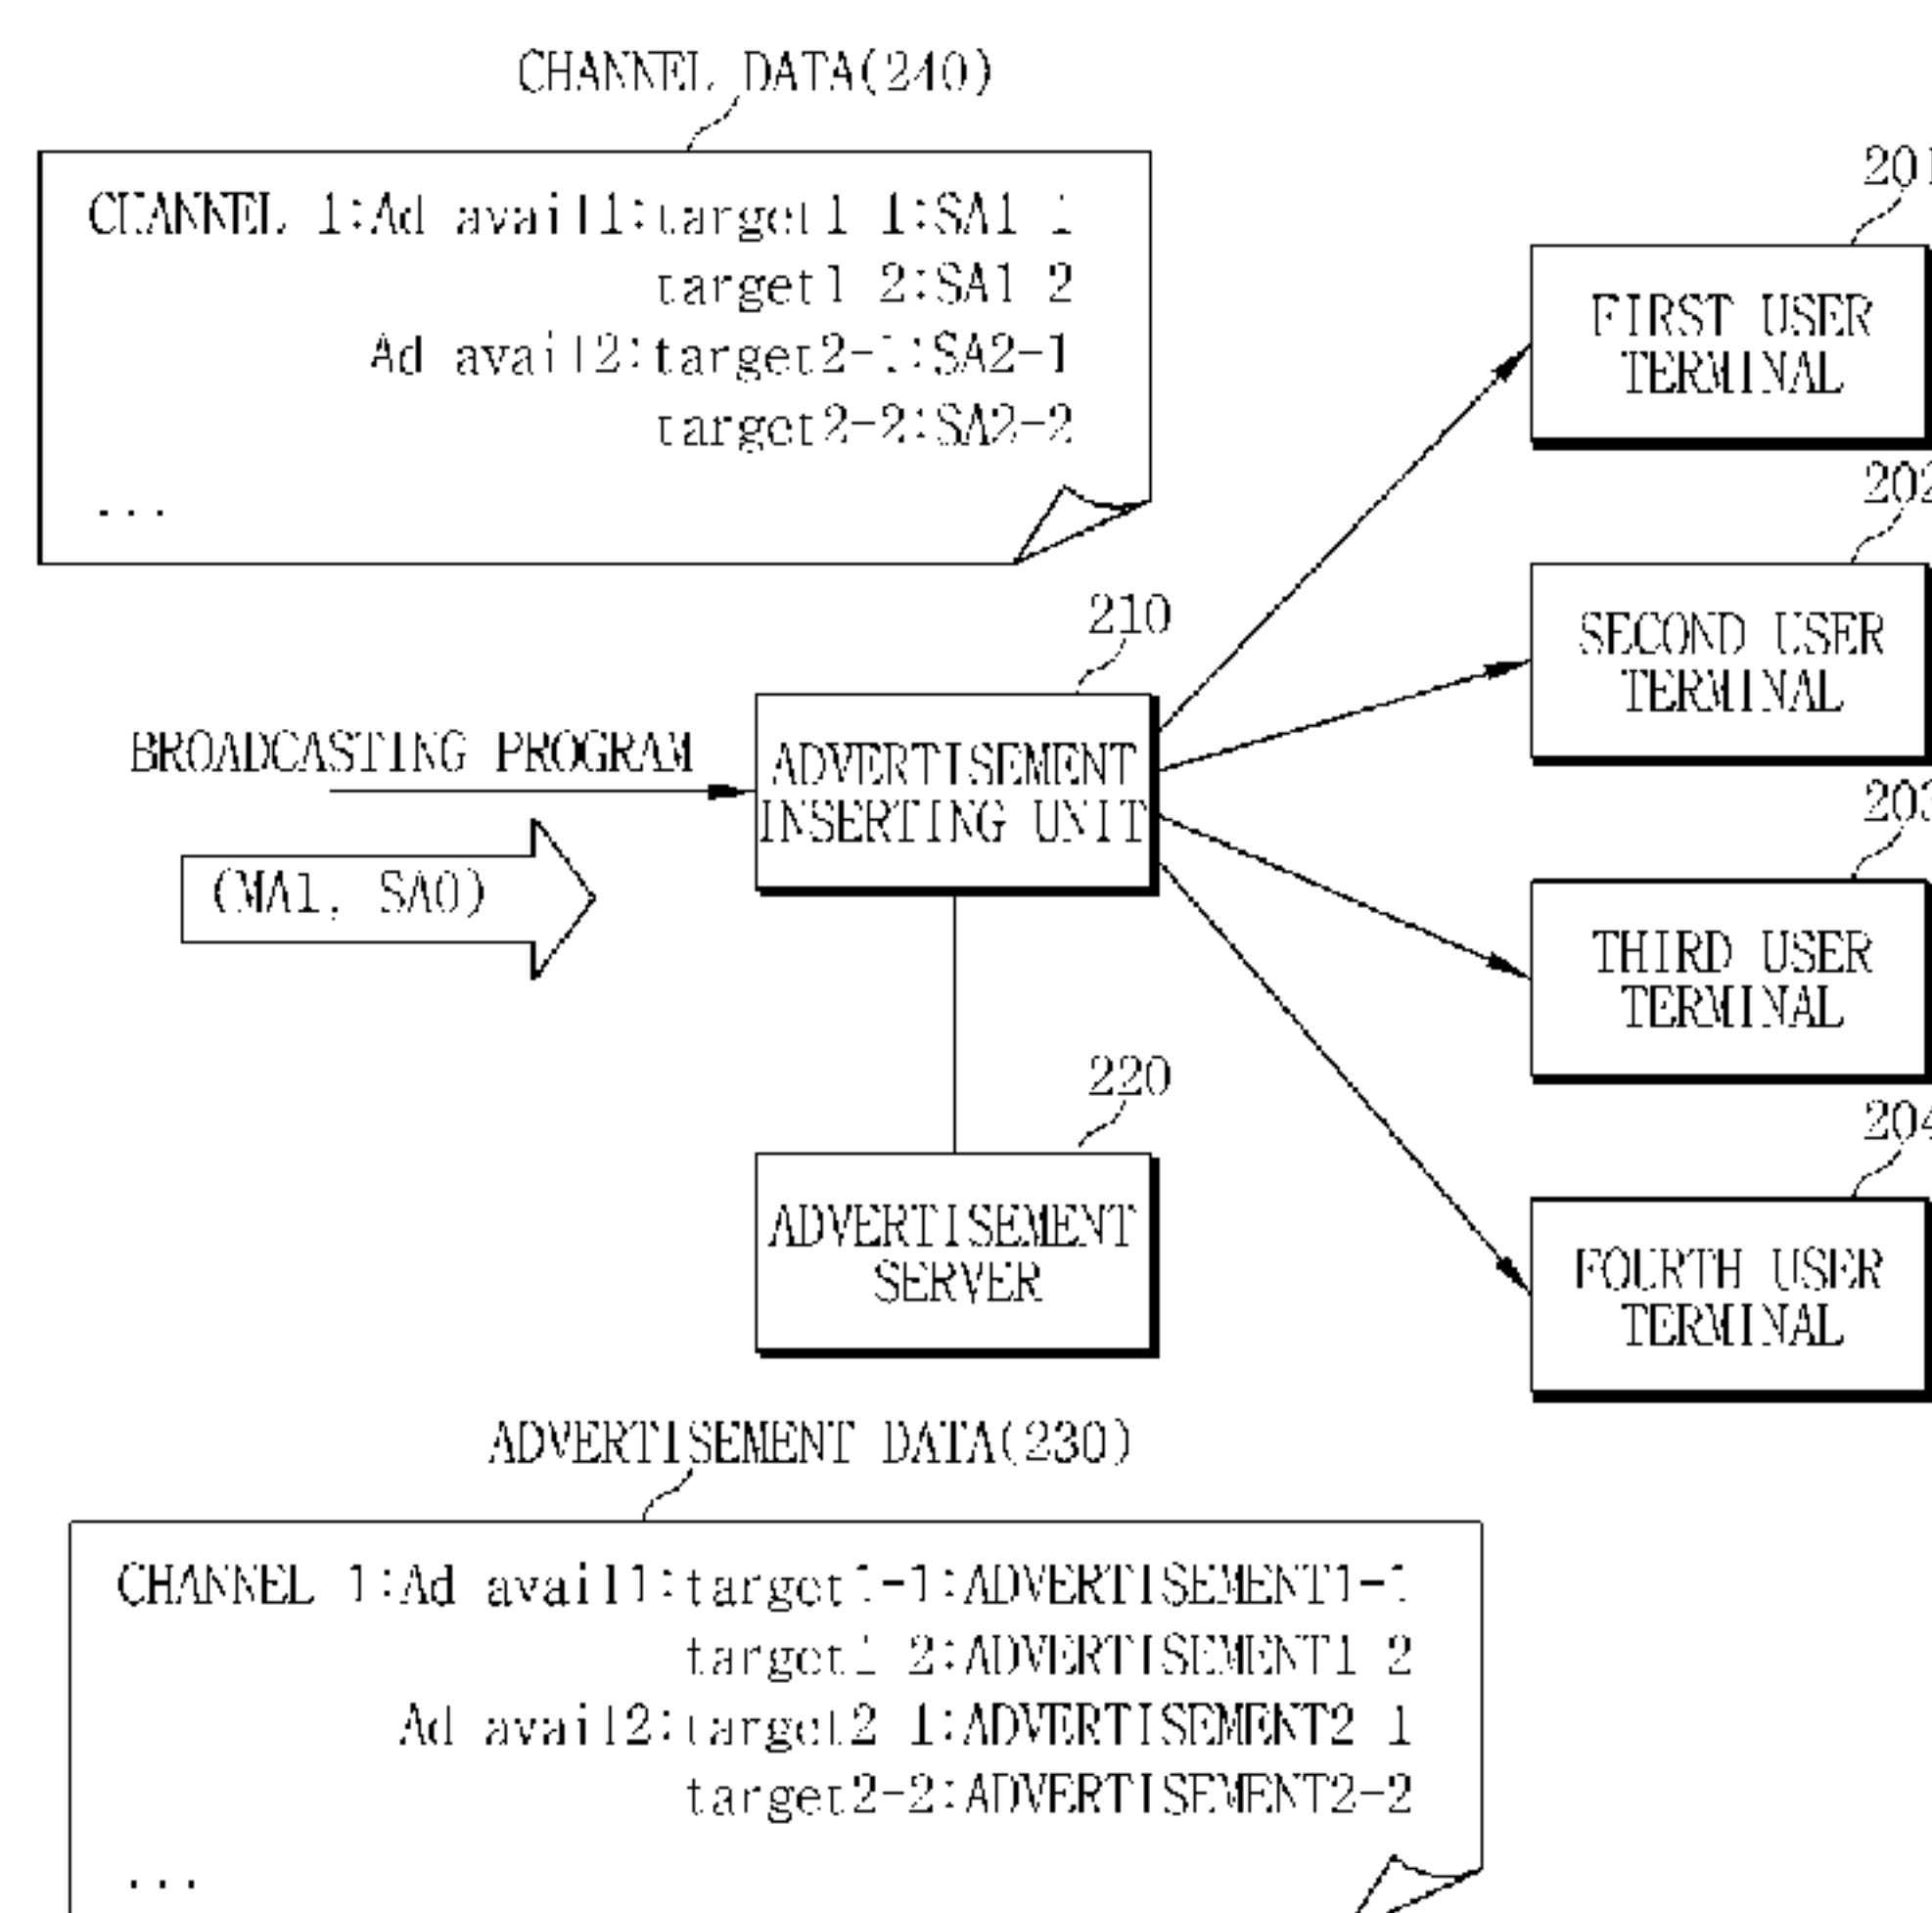 CHANNEL DATA(240)
CHANNEL 1:Ad avail1:target1-1:SA1-1
target1-2:SA1-2
Ad avail2:target2-1:SA2-1
target2-2:SA2-2
...
201
FIRST USER
TERMINAL
202
SECOND USER
TERMINAL
210
BROADCASTING PROGRAM
ADVERTISEMENT
INSERTING UNIT
(MA1, SA0)
203
THIRD USER
TERMINAL
220
ADVERTISEMENT
SERVER
204
FOURTH USER
TERMINAL
ADVERTISEMENT DATA(230)
CHANNEL 1:Ad avail1:target1-1:ADVERTISEMENT1-1
target1-2:ADVERTISEMENT1-2
Ad avail2:target2-1:ADVERTISEMENT2-1
target2-2:ADVERTISEMENT2-2
...